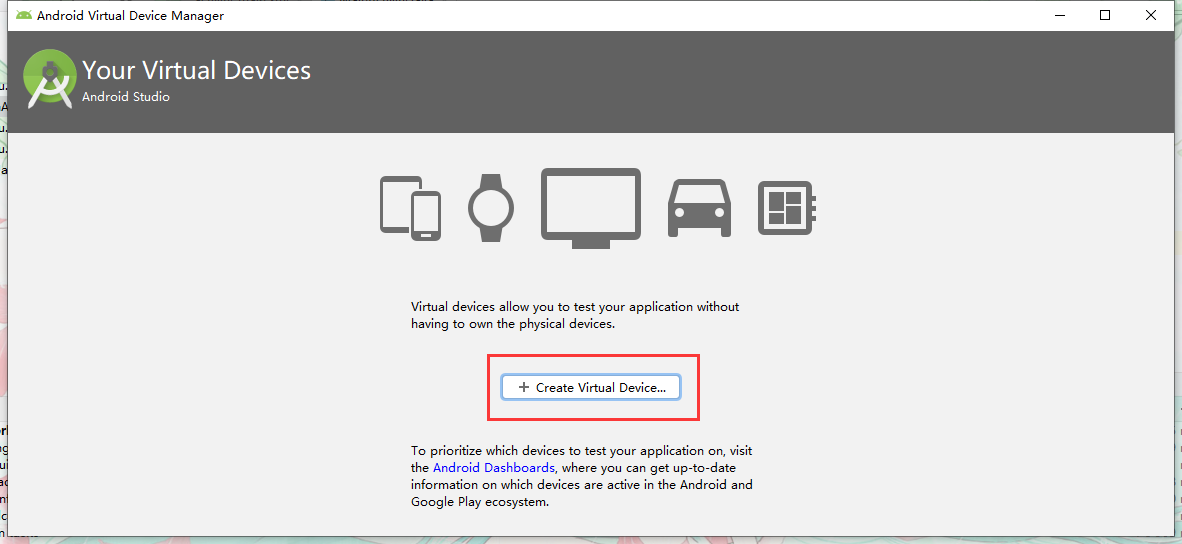 Android Virtual Device Manager
Your Virtual Devices
Android Studio
Virtual devices allow you to test your application without
having to own the physical devices.
+ Create Virtual Device...
To prioritize which devices to test your application on, visit
the Android Dashboards, where you can get up-to-date
information on which devices are active in the Android and
Google Play ecosystem.